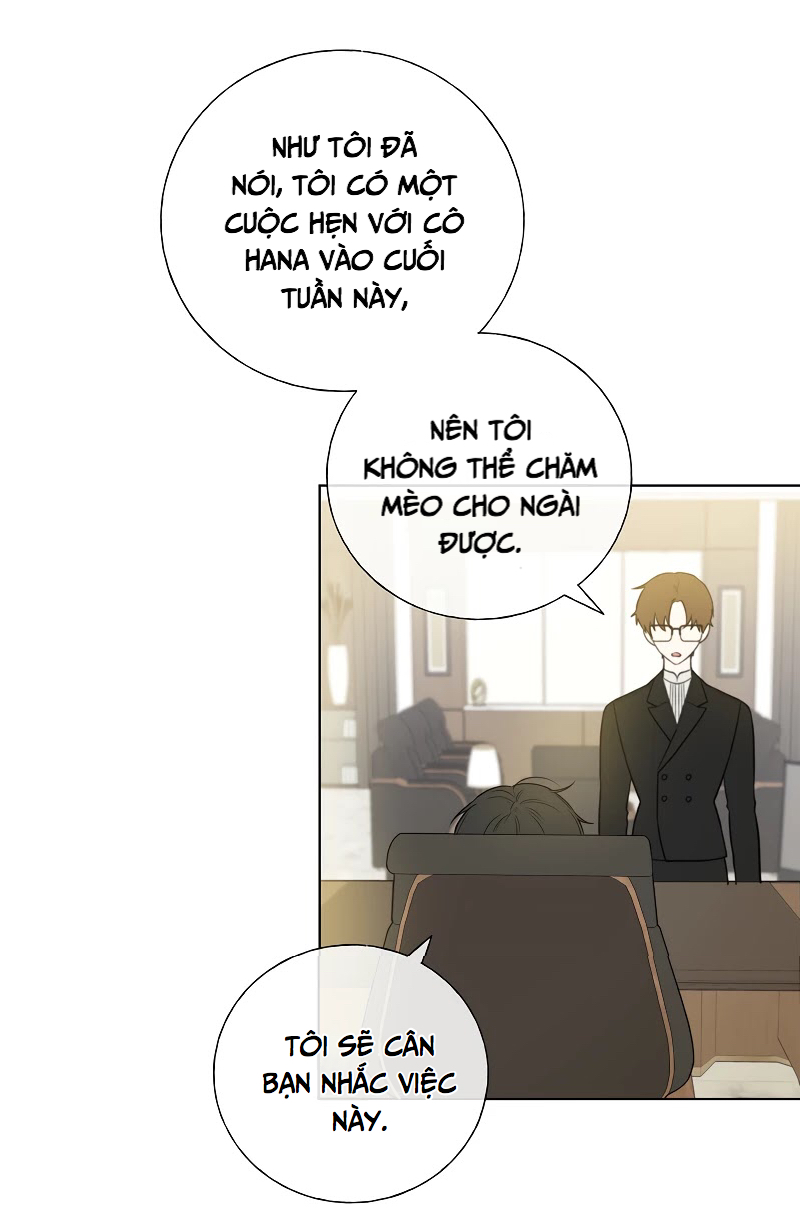 NHƯ TÔI ĐÃ
NÓI, TÔI CÓ MỘT
CUỘC HẸN VỚI CÔ
HANA VÀO CUỐI
TUẦN NÀY,
NÊN TÔI
KHÔNG THỂ CHĂM
MÈO CHO NGÀI
ĐƯỢC.
TÔI SẼ CÂN
BẠN NHẮC VIỆC
NÀY.